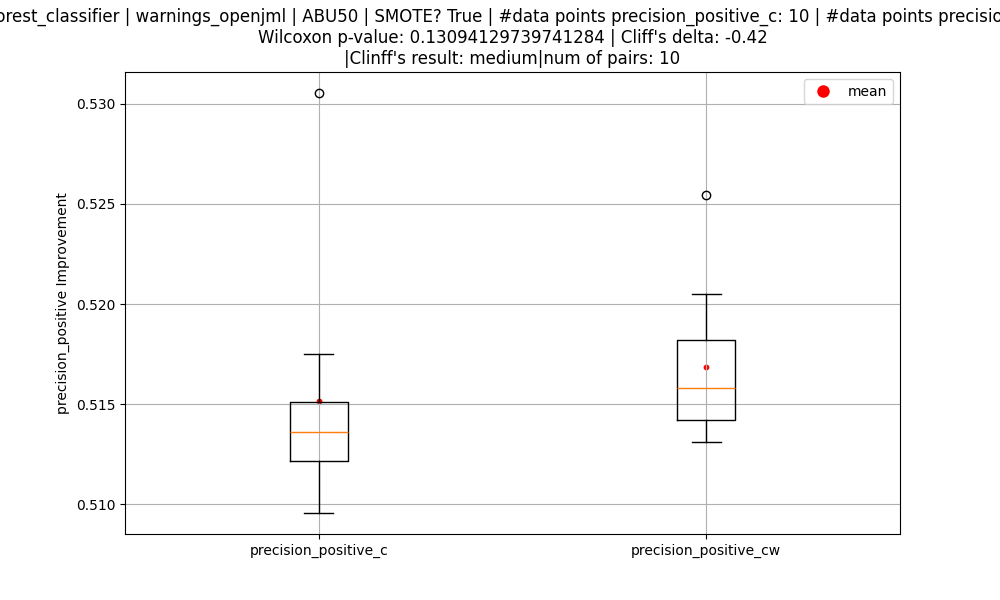 orest_classifier | warnings_openjml | ABU50 | SMOTE? True | #data points precision_positive_c: 10 | #data points precisio
Wilcoxon p-value: 0.13094129739741284 | Cliff's delta: -0.42
|Clinff's result: medium|num of pairs: 10
mean
0.530
0.525
0.520
0.515
0.510
precision_positive Improvement
precision_positive_c
precision_positive_cw